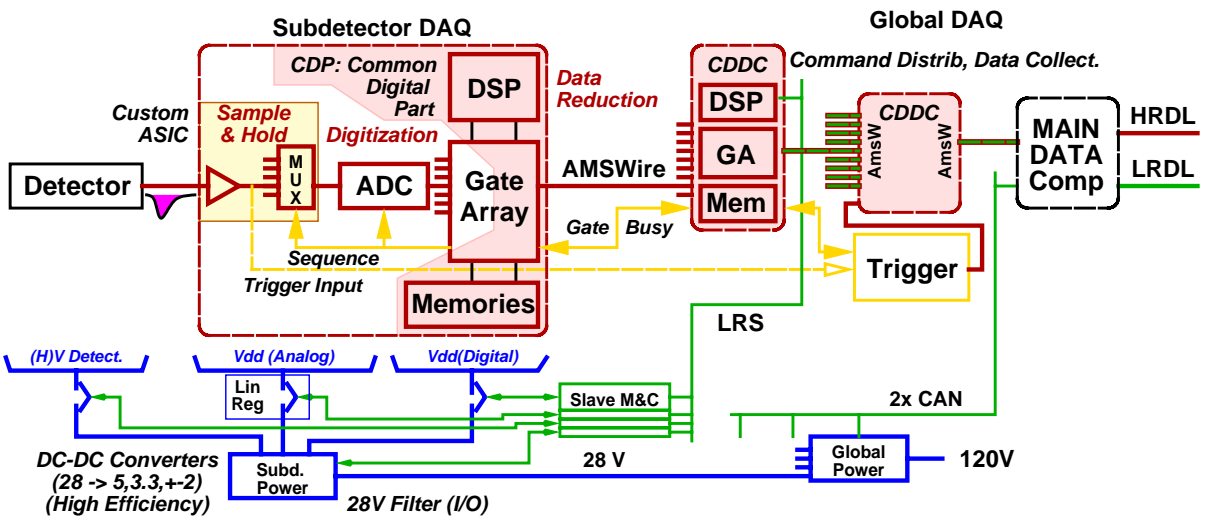 Subdetector DAQ
Global DAQ
CDP: Common
Digital
Part
DSP
Data
Reduction
CDDC
Command Distrib, Data Collect.
Custom
ASIC
Sample
& Hold
Digitization
DSP
CDDC
HRDL
Detector
M
U
X
ADC
Gate
Array
AMSWire
GA
Mem
AmsW
AmsW
MAIN
DATA
Comp
LRDL
Gate
Busy
Sequence
Trigger Input
Trigger
Memories
LRS
(H)V Detect.
Vdd (Analog)
Vdd(Digital)
Lin
Reg
Slave M&C
2x CAN
DC-DC Converters
(28 -> 5,3.3,+-2)
(High Efficiency)
Subd.
Power
28 V
28V Filter (I/O)
Global
Power
120V